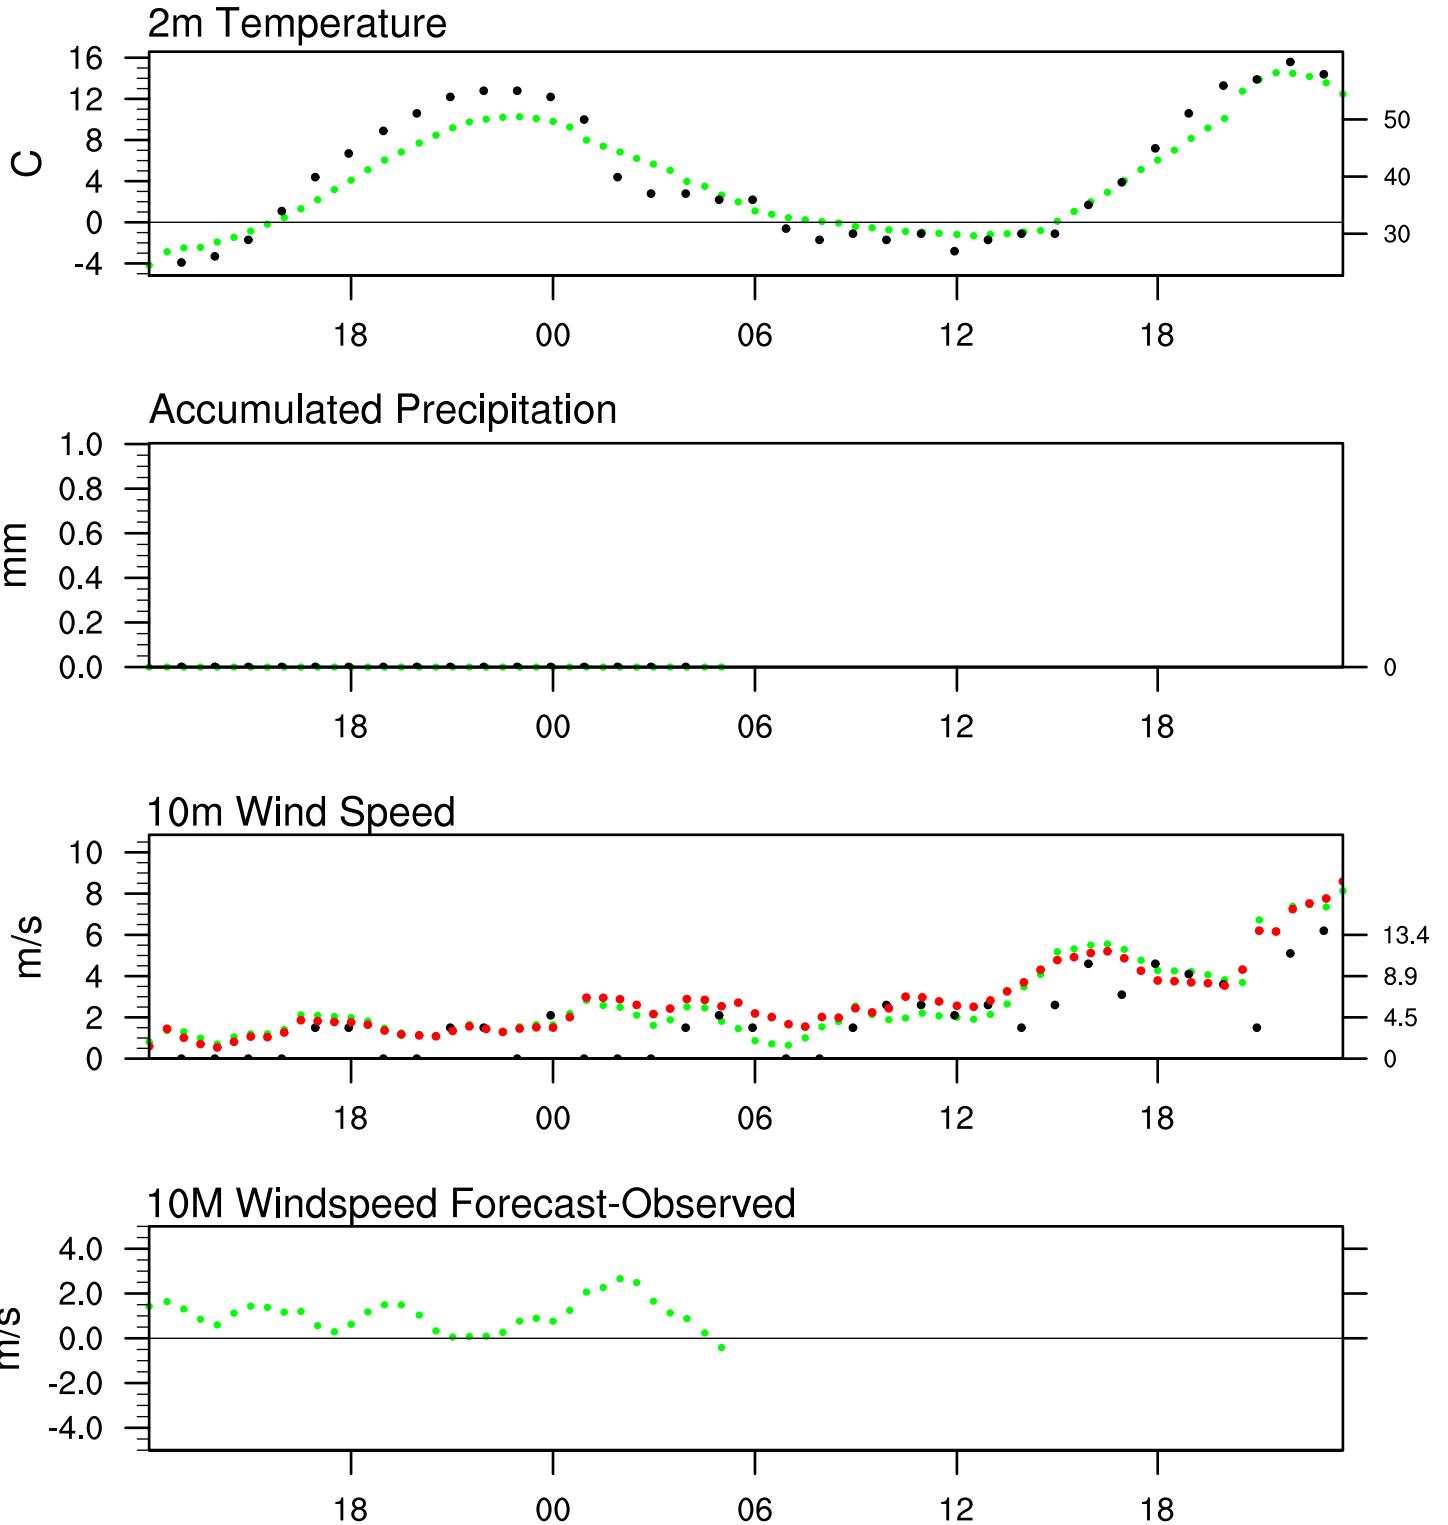 2m Temperature
16
12
8
4
0
-4
C
50
40
30
18 00 06 12 18
Accumulated Precipitation
1.0
0.8
0.6
0.4
0.2
0.0
mm
0
18 00 06 12 18
10m Wind Speed
10
8
6
4
2
0
m/s
13.4
8.9
4.5
0
18 00 06 12 18
10M Windspeed Forecast-Observed
4.0
2.0
0.0
-2.0
-4.0
m/s
18 00 06 12 18